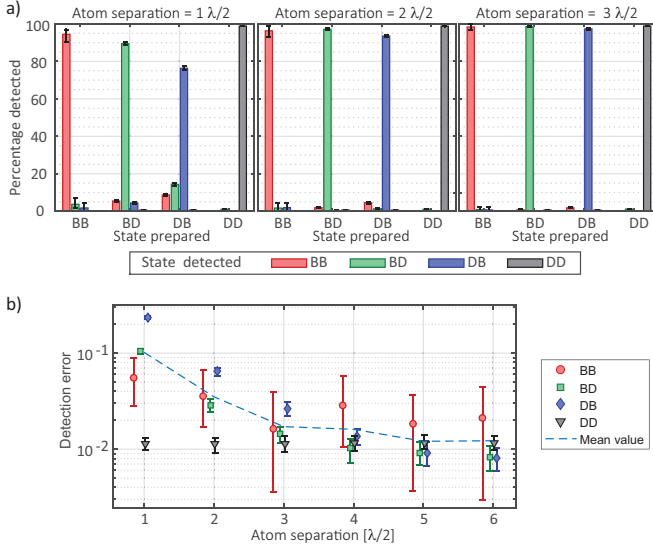 a)
Atom separation = 1 λ/2
Atom separation = 2 λ/2
Atom separation = 3 λ/2
Percentage detected
100
80
60
40
20
0
BB BD DB DD
BB BD DB DD
BB BD DB DD
State prepared
State prepared
State prepared
State detected BB BD DB DD
b)
Detection error
10⁻¹
10⁻²
1 2 3 4 5 6
Atom separation [λ/2]
BB
BD
DB
DD
Mean value